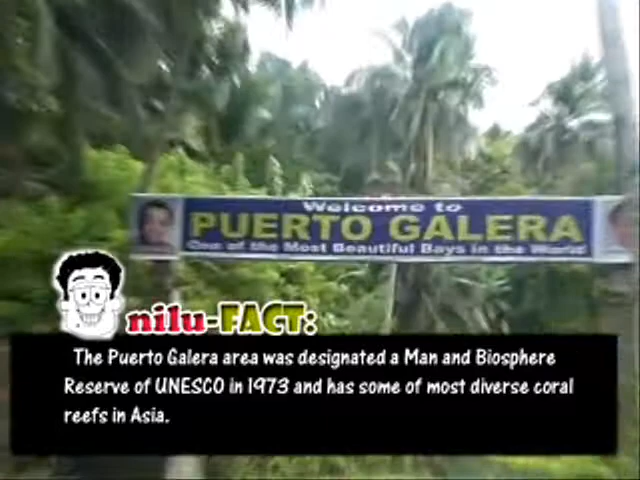 Welcome to
PUERTO GALERA
One of the Most Beautiful Bays in the World
nilu-FACT:
The Puerto Galera area was designated a Man and Biosphere
Reserve of UNESCO in 1973 and has some of most diverse coral
reefs in Asia.